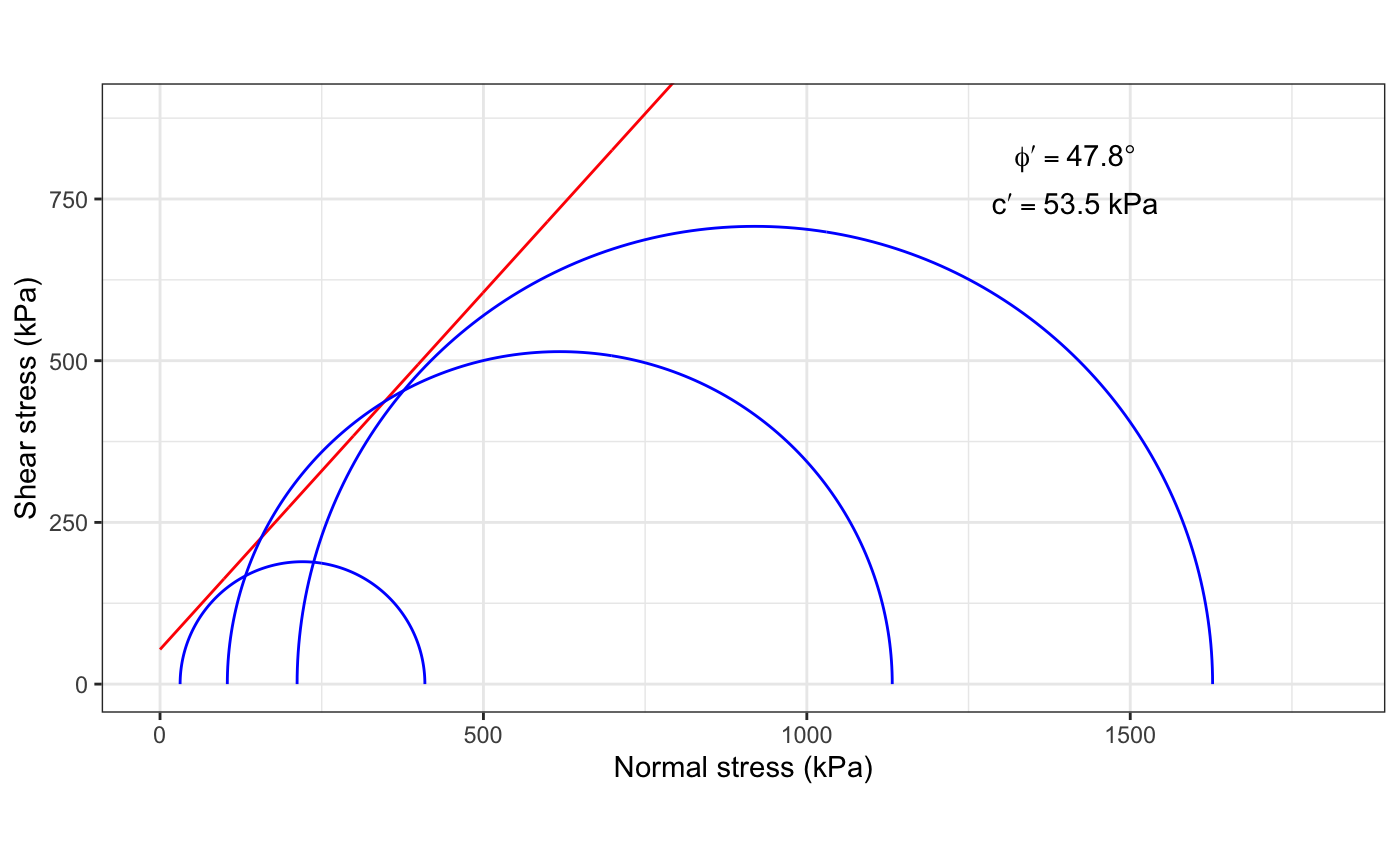 ϕ′ = 47.8°
c′ = 53.5 kPa
750
500
250
0
0 500 1000 1500
Normal stress (kPa)
Shear stress (kPa)